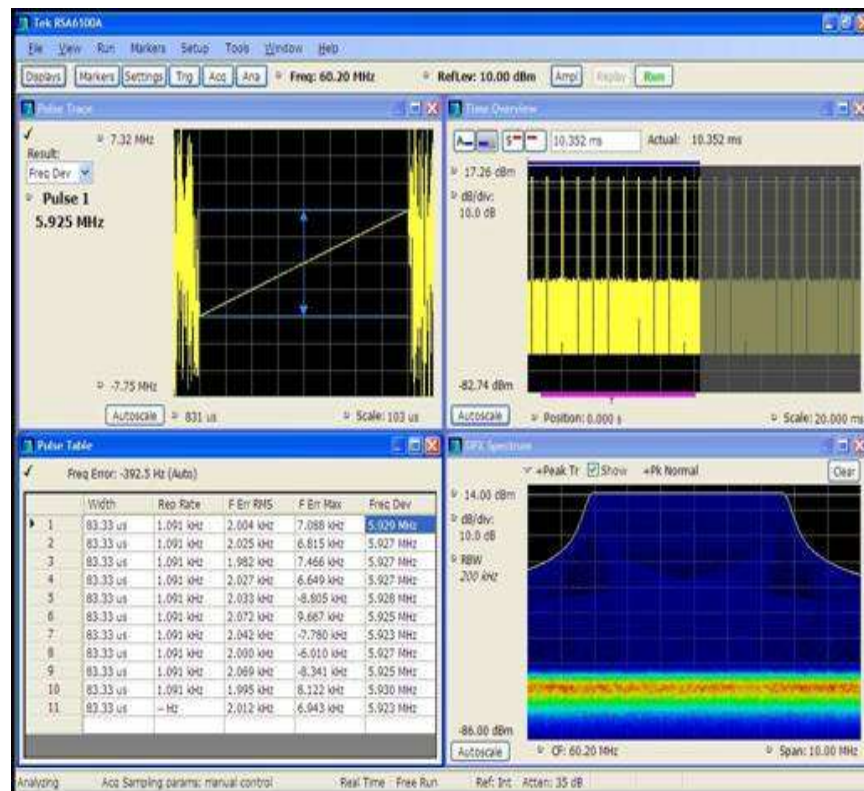 Tek RSA6100A
File View Run Markers Setup Tools Window Help
Displays Markers Settings Trig Acq Ana Freq: 60.20 MHz RefLev: 10.00 dBm Ampl Replay Run
Pulse Trace
7.32 MHz
Result:
Freq Dev
Pulse 1
5.925 MHz
-7.75 MHz
Autoscale 831 us Scale: 103 us
Time Overview
10.352 ms Actual: 10.352 ms
17.26 dBm
dB/div:
10.0 dB
-82.74 dBm
Autoscale Position: 0.000 s Scale: 20.000 ms
Pulse Table
Freq Error: -392.5 Hz (Auto)
Width Rep Rate F Err RMS F Err Max Freq Dev
1 83.33 us 1.091 kHz 2.004 kHz 7.088 kHz 5.929 MHz
2 83.33 us 1.091 kHz 2.025 kHz 6.815 kHz 5.927 MHz
3 83.33 us 1.091 kHz 1.982 kHz 7.466 kHz 5.927 MHz
4 83.33 us 1.091 kHz 2.027 kHz 6.649 kHz 5.927 MHz
5 83.33 us 1.091 kHz 2.033 kHz -8.805 kHz 5.928 MHz
6 83.33 us 1.091 kHz 2.072 kHz 9.667 kHz 5.925 MHz
7 83.33 us 1.091 kHz 2.042 kHz -7.780 kHz 5.923 MHz
8 83.33 us 1.091 kHz 2.000 kHz -6.010 kHz 5.927 MHz
9 83.33 us 1.091 kHz 2.069 kHz -8.341 kHz 5.925 MHz
10 83.33 us 1.091 kHz 1.995 kHz 8.122 kHz 5.930 MHz
11 83.33 us -- Hz 2.012 kHz 6.943 kHz 5.923 MHz
DPX Spectrum
+Peak Tr Show +Pk Normal Clear
14.00 dBm
dB/div:
10.0 dB
RBW
200 kHz
-86.00 dBm
Autoscale CF: 60.20 MHz Span: 10.00 MHz
Analyzing Acq Sampling params: manual control Real Time Free Run Ref: Int Atten: 35 dB